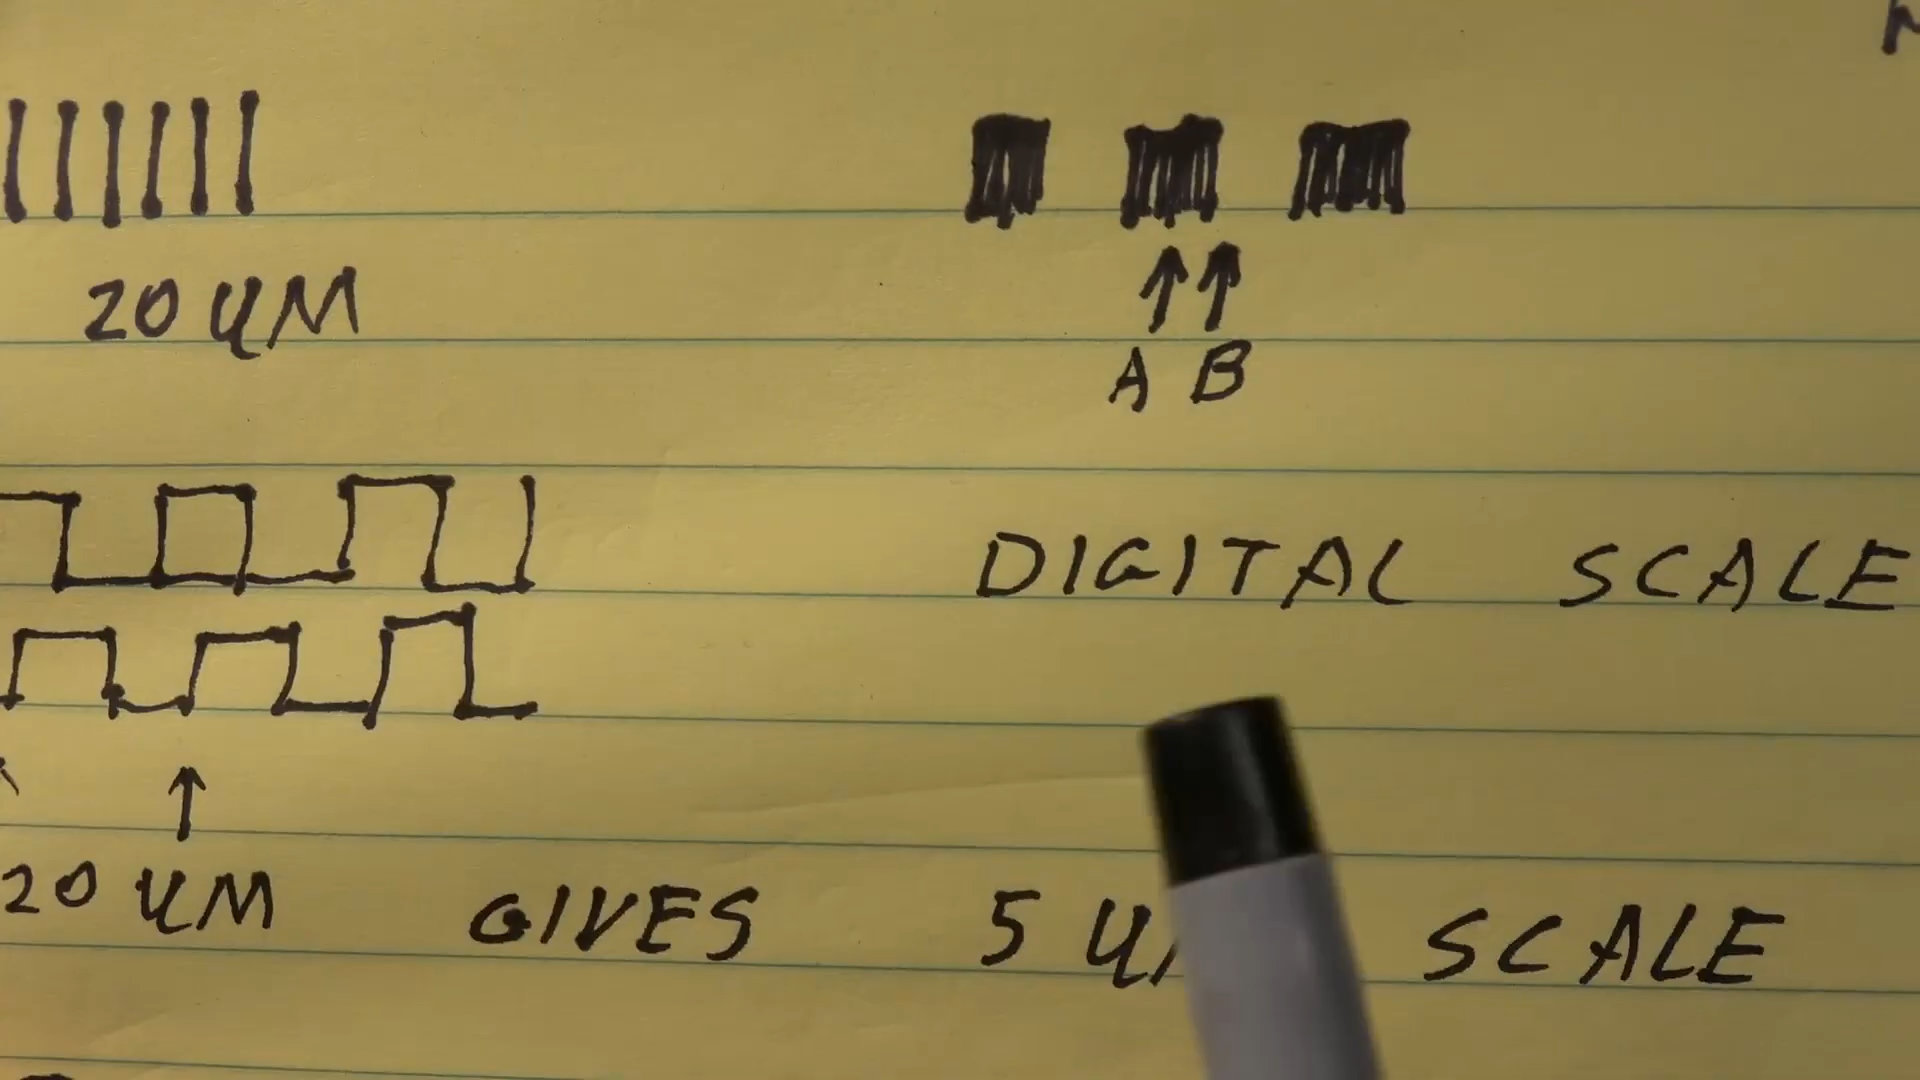 20 UM
A B
DIGITAL SCALE
20 UM GIVES 5 U SCALE